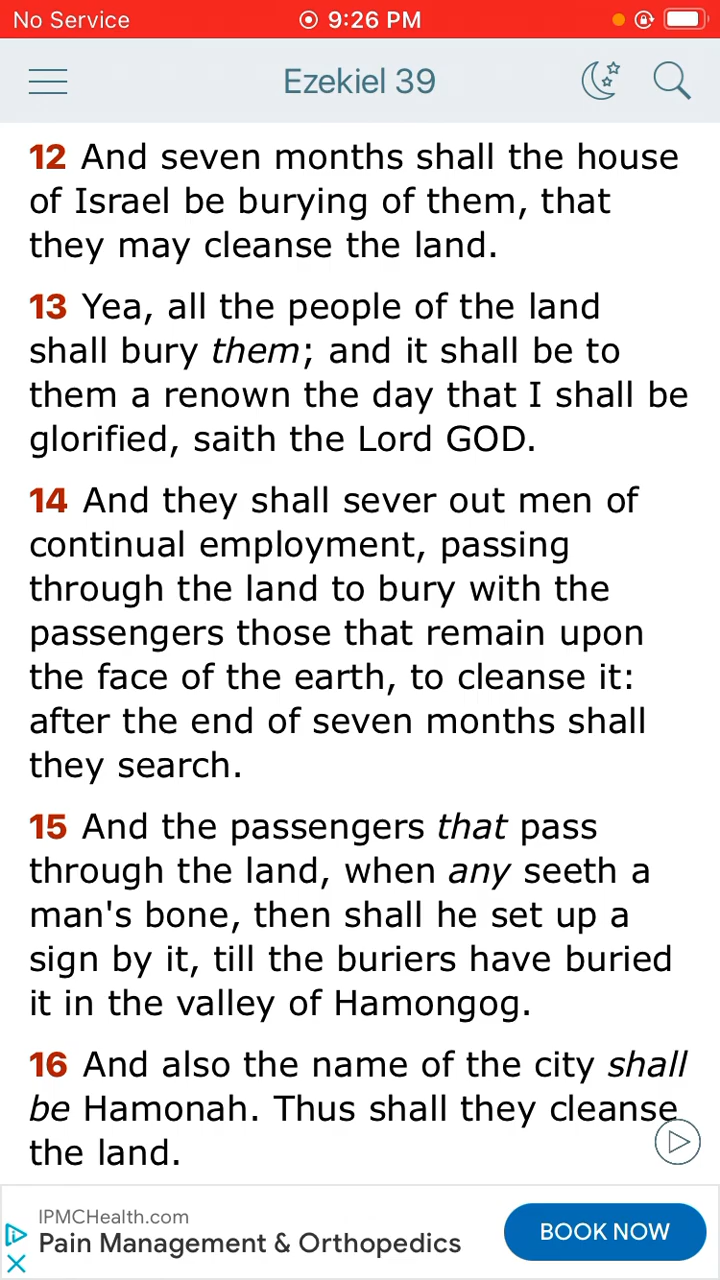 No Service 9:26 PM
Ezekiel 39
12 And seven months shall the house
of Israel be burying of them, that
they may cleanse the land.
13 Yea, all the people of the land
shall bury them; and it shall be to
them a renown the day that I shall be
glorified, saith the Lord GOD.
14 And they shall sever out men of
continual employment, passing
through the land to bury with the
passengers those that remain upon
the face of the earth, to cleanse it:
after the end of seven months shall
they search.
15 And the passengers that pass
through the land, when any seeth a
man's bone, then shall he set up a
sign by it, till the buriers have buried
it in the valley of Hamongog.
16 And also the name of the city shall
be Hamonah. Thus shall they cleanse
the land.
IPMCHealth.com
Pain Management & Orthopedics
BOOK NOW